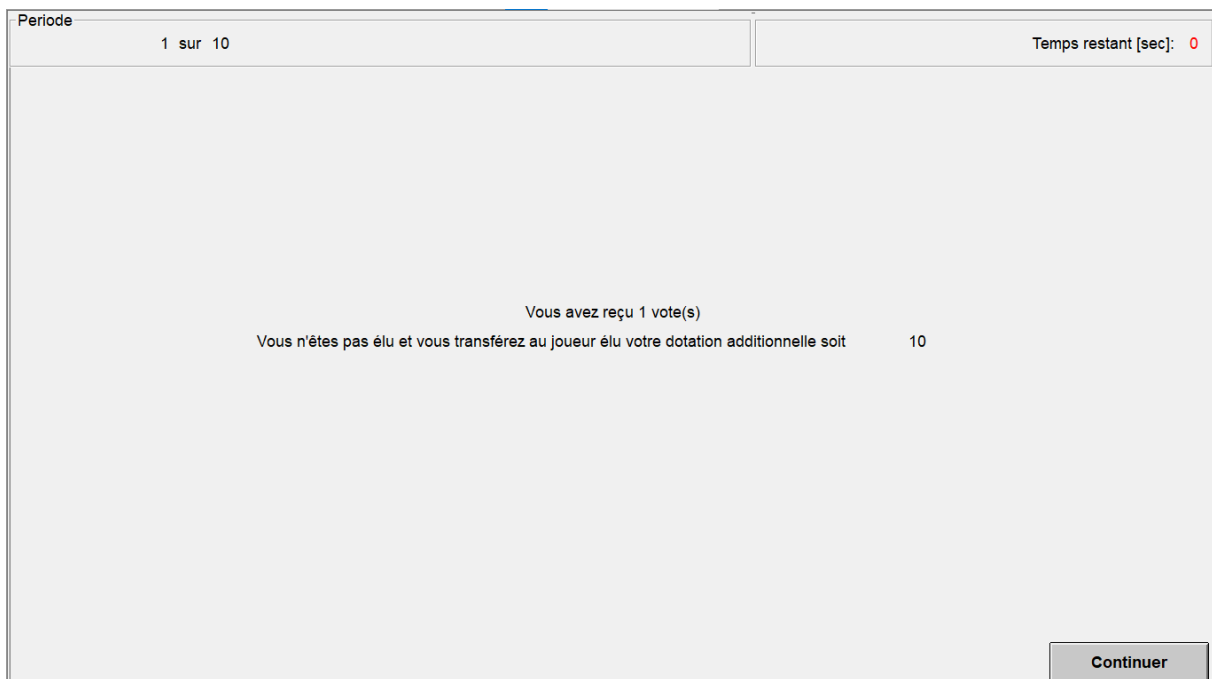 Periode
1 sur 10
Temps restant [sec]: 0
Vous avez reçu 1 vote(s)
Vous n'êtes pas élu et vous transférez au joueur élu votre dotation additionnelle soit 10
Continuer